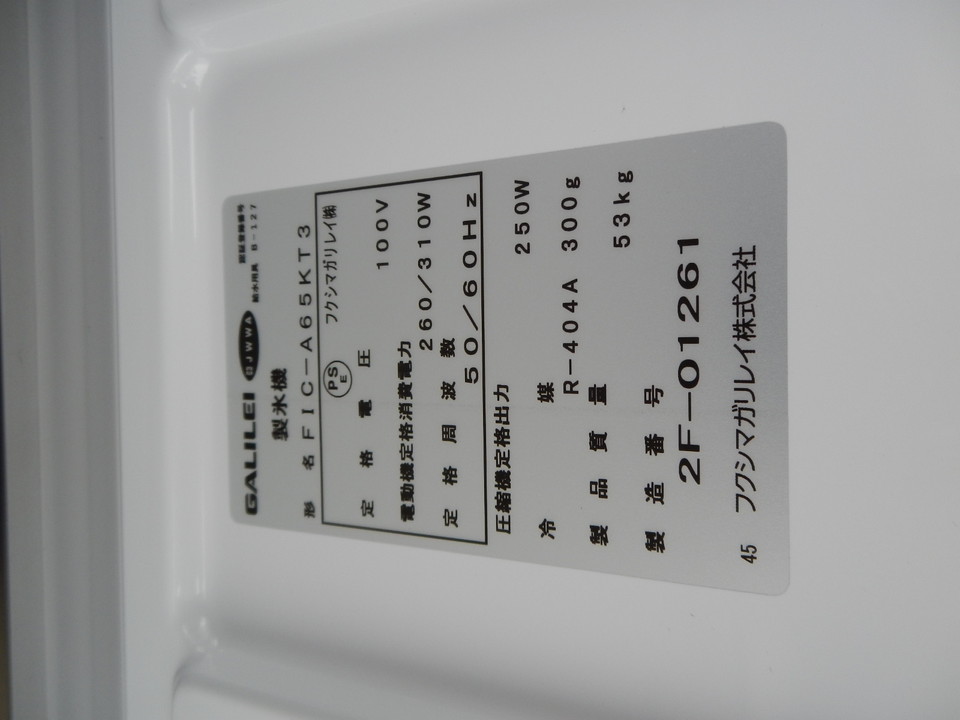 GALILEI JWWA 認証登録番号
製氷機 給水用具 B-127
形名 FIC-A65KT3
PSE フクシマガリレイ㈱
定格電圧 100V
電動機定格消費電力
260/310W
定格周波数
50/60Hz
圧縮機定格出力 250W
冷媒
R-404A 300g
製品質量 53kg
製造番号
2F-01261
45 フクシマガリレイ株式会社